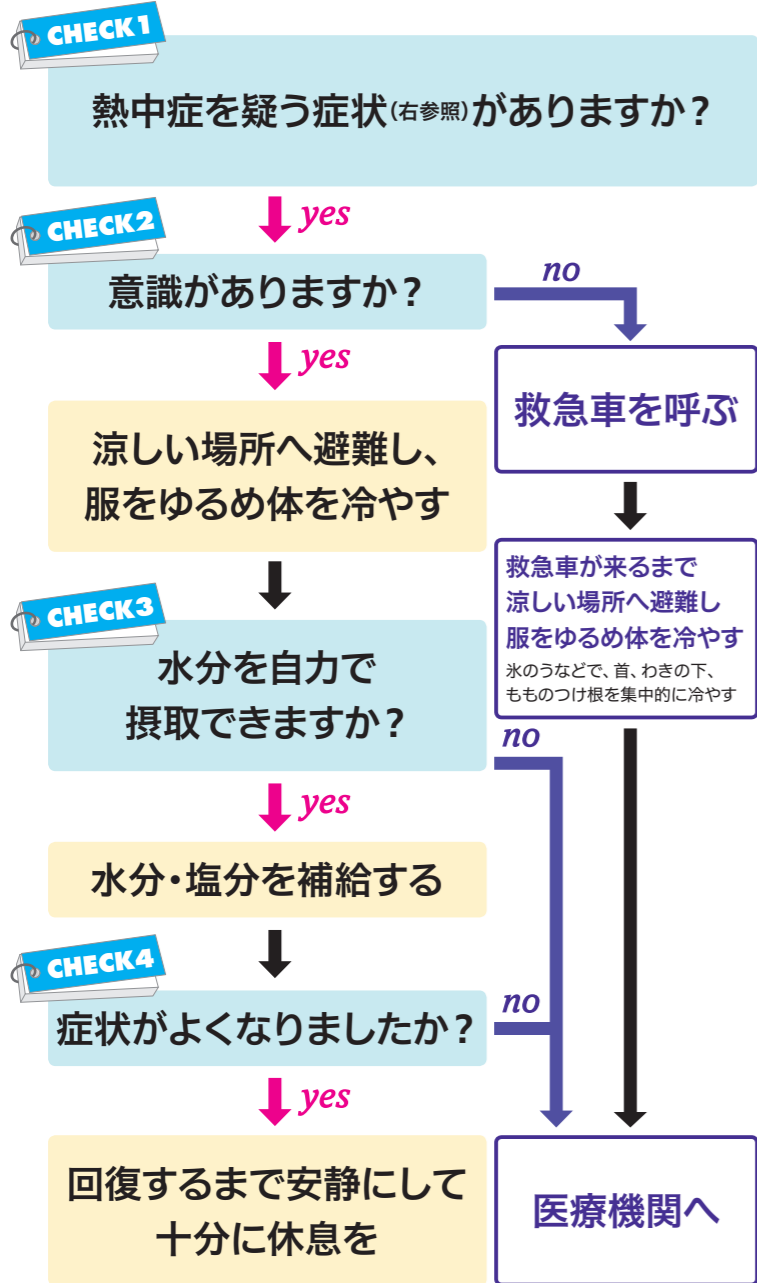 CHECK1
熱中症を疑う症状(右参照)がありますか?
yes
CHECK2
意識がありますか?
no
yes
救急車を呼ぶ
涼しい場所へ避難し、
服をゆるめ体を冷やす
救急車が来るまで
涼しい場所へ避難し
服をゆるめ体を冷やす
氷のうなどで、首、わきの下、
もものつけ根を集中的に冷やす
CHECK3
水分を自力で
摂取できますか?
no
yes
水分・塩分を補給する
CHECK4
症状がよくなりましたか?
no
yes
回復するまで安静にして
十分に休息を
医療機関へ